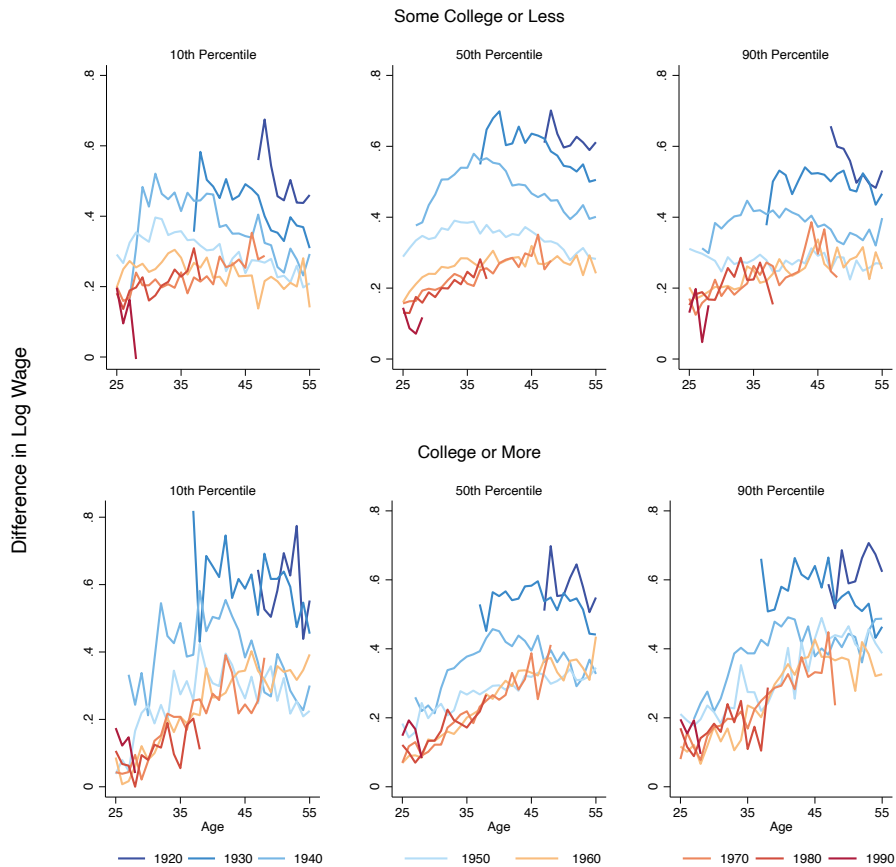 Some College or Less
10th Percentile 50th Percentile 90th Percentile
.8 .8 .8
.6 .6 .6
.4 .4 .4
.2 .2 .2
0 0 0
25 35 45 55 25 35 45 55 25 35 45 55
Difference in Log Wage
College or More
10th Percentile 50th Percentile 90th Percentile
.8 .8 .8
.6 .6 .6
.4 .4 .4
.2 .2 .2
0 0 0
25 35 45 55 25 35 45 55 25 35 45 55
Age Age Age
1920 1930 1940 1950 1960 1970 1980 1990